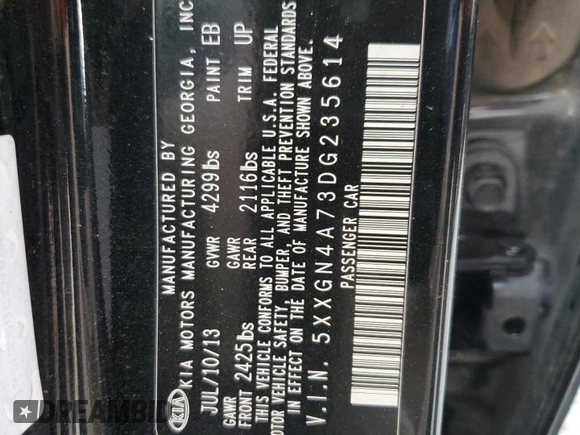 MANUFACTURED BY
KIA KIA MOTORS MANUFACTURING GEORGIA, INC
JUL/10/13 GVWR 4299lbs PAINT EB
GAWR FRONT 2425lbs GAWR REAR 2116lbs TRIM UP
THIS VEHICLE CONFORMS TO ALL APPLICABLE U.S.A. FEDERAL
MOTOR VEHICLE SAFETY, BUMPER, AND THEFT PREVENTION STANDARDS
IN EFFECT ON THE DATE OF MANUFACTURE SHOWN ABOVE.
V.I.N. 5XXGN4A73DG235614
PASSENGER CAR
DREAMBID